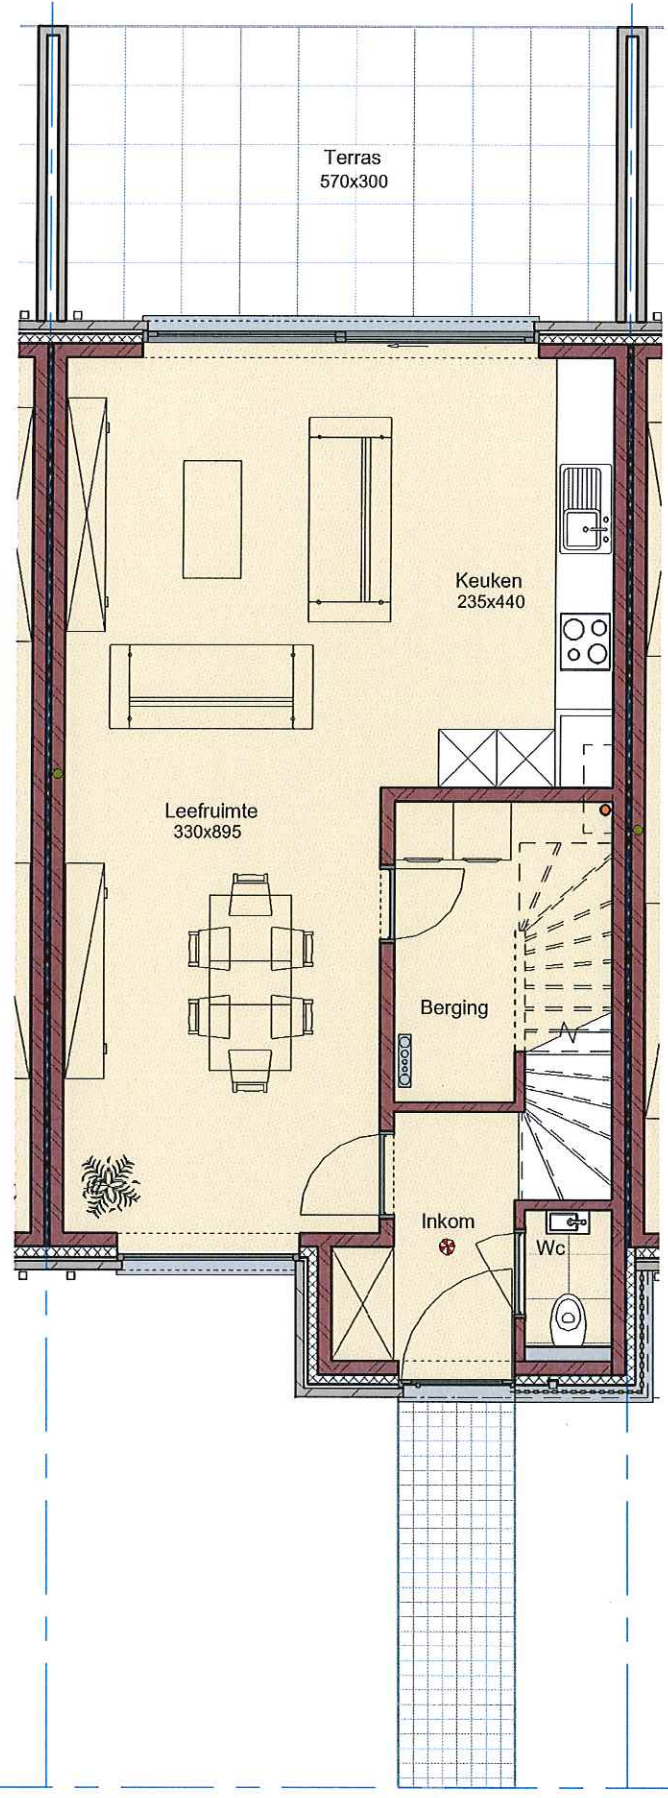 Terras
570x300
Keuken
235x440
Leefruimte
330x895
Berging
Inkom
Wc